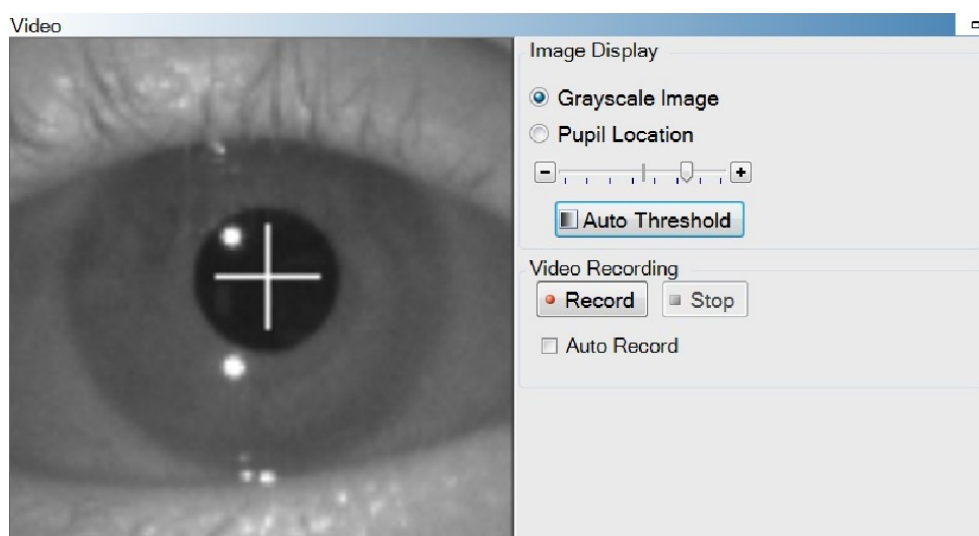 Video
Image Display
Grayscale Image
Pupil Location
Auto Threshold
Video Recording
Record
Stop
Auto Record